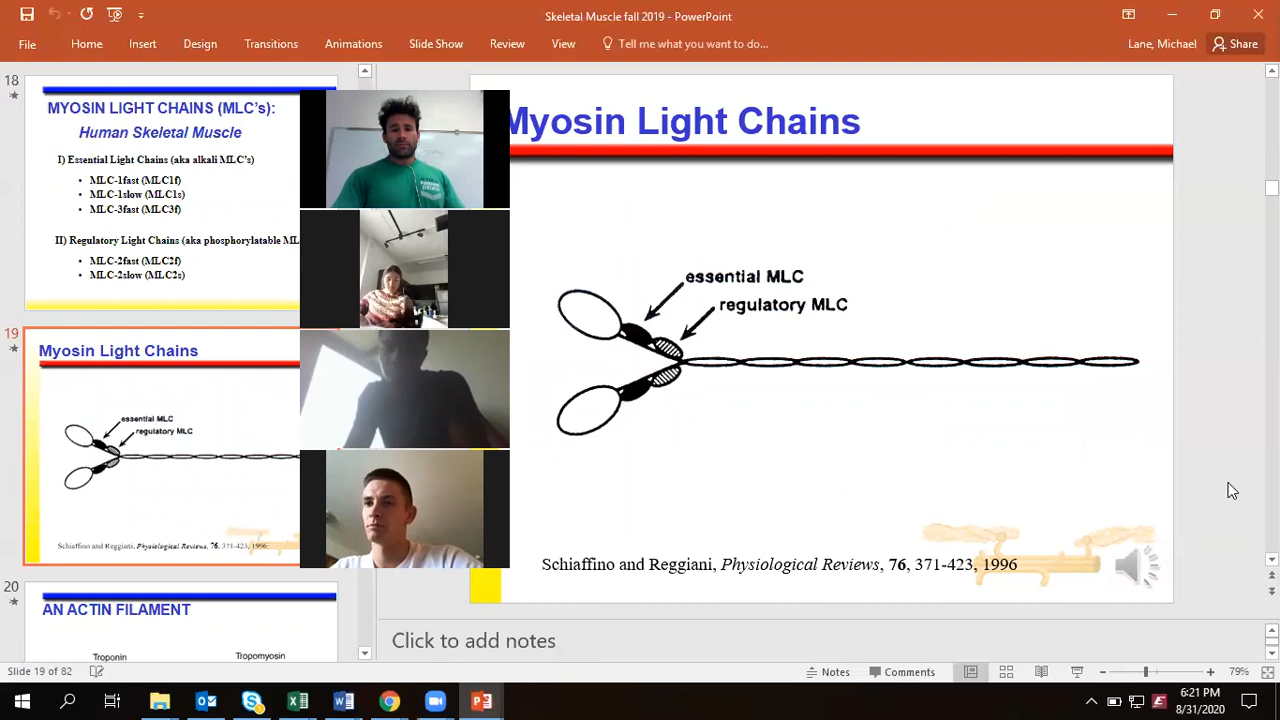 Skeletal Muscle fall 2019 - PowerPoint
File Home Insert Design Transitions Animations Slide Show Review View Tell me what you want to do... Lane, Michael Share
18
MYOSIN LIGHT CHAINS (MLC's):
Human Skeletal Muscle
I) Essential Light Chains (aka alkali MLC's)
• MLC-1fast (MLC1f)
• MLC-1slow (MLC1s)
• MLC-3fast (MLC3f)
II) Regulatory Light Chains (aka phosphorylatable ML
• MLC-2fast (MLC2f)
• MLC-2slow (MLC2s)
19
Myosin Light Chains
essential MLC
regulatory MLC
Schiaffino and Reggiani, Physiological Reviews, 76, 371-423, 1996
20
AN ACTIN FILAMENT
Troponin Tropomyosin
Myosin Light Chains
essential MLC
regulatory MLC
Schiaffino and Reggiani, Physiological Reviews, 76, 371-423, 1996
Click to add notes
Slide 19 of 82 Notes Comments 79%
6:21 PM
8/31/2020